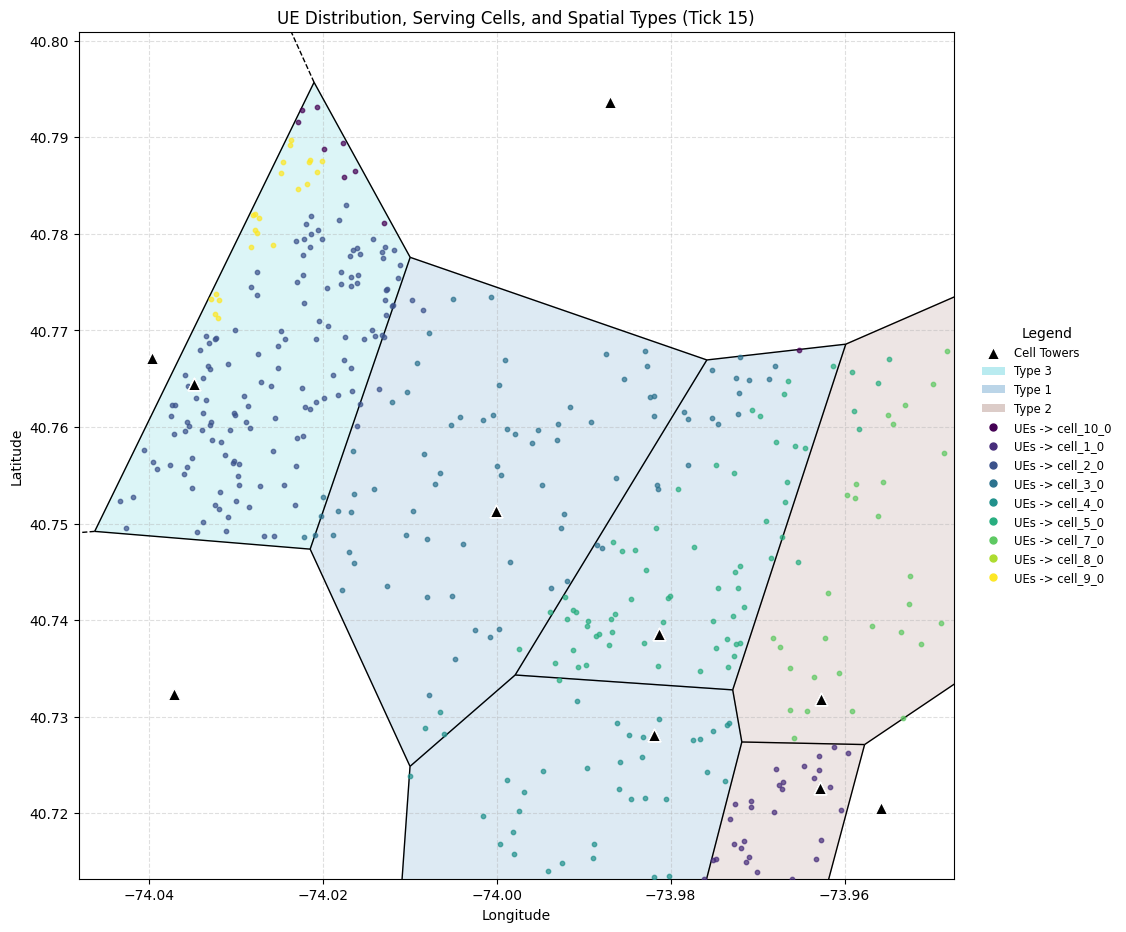 UE Distribution, Serving Cells, and Spatial Types (Tick 15)
40.80
40.79
40.78
40.77
40.76
40.75
40.74
40.73
40.72
Latitude
−74.04
−74.02
−74.00
−73.98
−73.96
Longitude
Legend
Cell Towers
Type 3
Type 1
Type 2
UEs -> cell_10_0
UEs -> cell_1_0
UEs -> cell_2_0
UEs -> cell_3_0
UEs -> cell_4_0
UEs -> cell_5_0
UEs -> cell_7_0
UEs -> cell_8_0
UEs -> cell_9_0